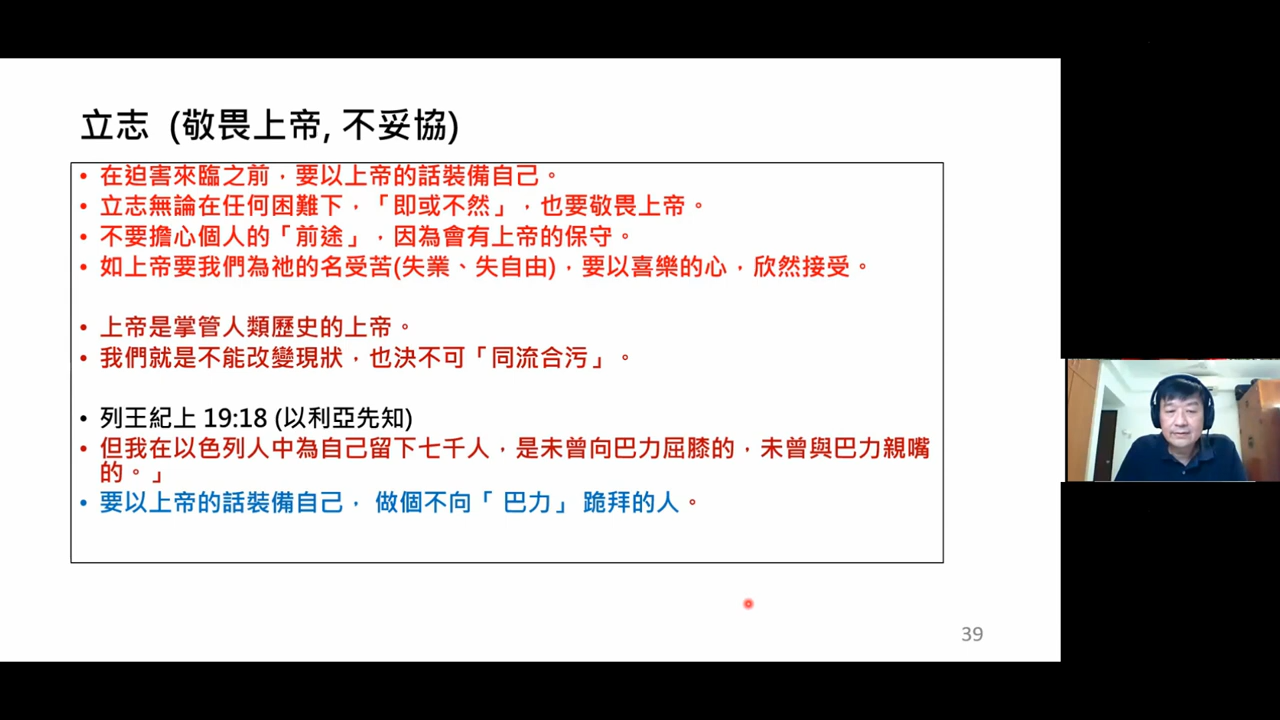 立志 (敬畏上帝, 不妥協)
• 在迫害來臨之前，要以上帝的話裝備自己。
• 立志無論在任何困難下，「即或不然」，也要敬畏上帝。
• 不要擔心個人的「前途」，因為會有上帝的保守。
• 如上帝要我們為祂的名受苦(失業、失自由)，要以喜樂的心，欣然接受。
• 上帝是掌管人類歷史的上帝。
• 我們就是不能改變現狀，也決不可「同流合污」。
• 列王紀上 19:18 (以利亞先知)
• 但我在以色列人中為自己留下七千人，是未曾向巴力屈膝的，未曾與巴力親嘴
的。」
• 要以上帝的話裝備自己， 做個不向「 巴力」 跪拜的人。
39